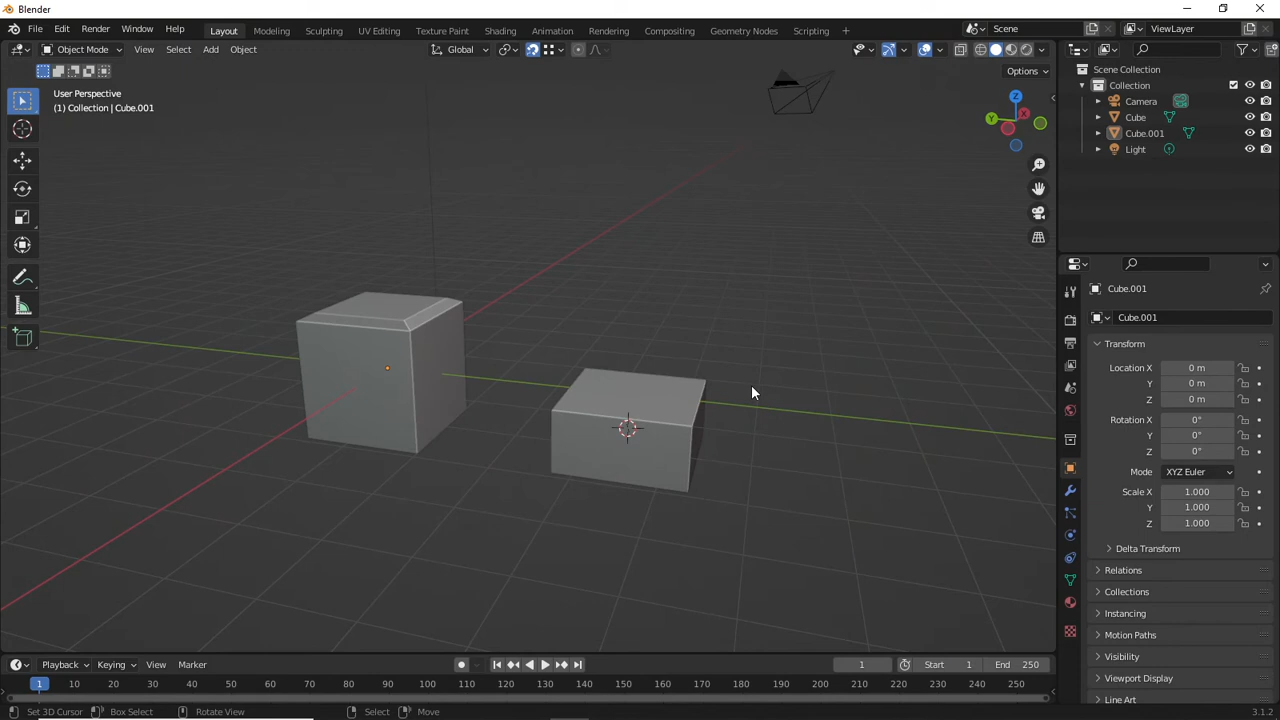 Blender
File Edit Render Window Help Layout Modeling Sculpting UV Editing Texture Paint Shading Animation Rendering Compositing Geometry Nodes Scripting + Scene ViewLayer
Object Mode View Select Add Object Global
Options
User Perspective
(1) Collection | Cube.001
X
Y
Z
Scene Collection
Collection
Camera
Cube
Cube.001
Light
Cube.001
Cube.001
Transform
Location X 0 m
Y 0 m
Z 0 m
Rotation X 0°
Y 0°
Z 0°
Mode XYZ Euler
Scale X 1.000
Y 1.000
Z 1.000
Delta Transform
Relations
Collections
Instancing
Motion Paths
Visibility
Viewport Display
Line Art
Playback Keying View Marker 1 Start 1 End 250
1 10 20 30 40 50 60 70 80 90 100 110 120 130 140 150 160 170 180 190 200 210 220 230 240 250
Set 3D Cursor Box Select Rotate View Select Move 3.1.2